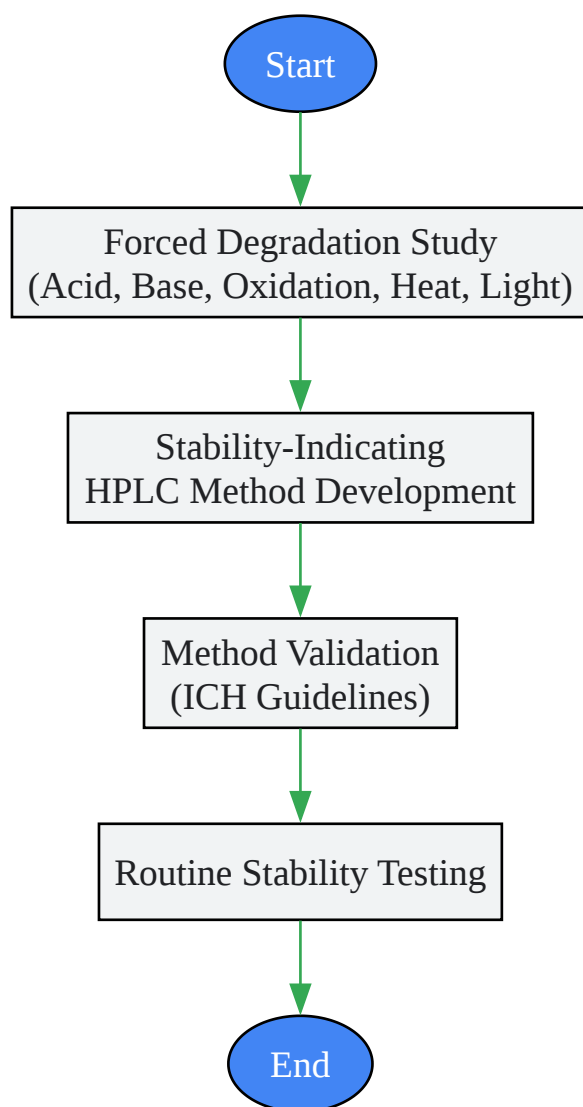 Start
Forced Degradation Study
(Acid, Base, Oxidation, Heat, Light)
Stability-Indicating
HPLC Method Development
Method Validation
(ICH Guidelines)
Routine Stability Testing
End